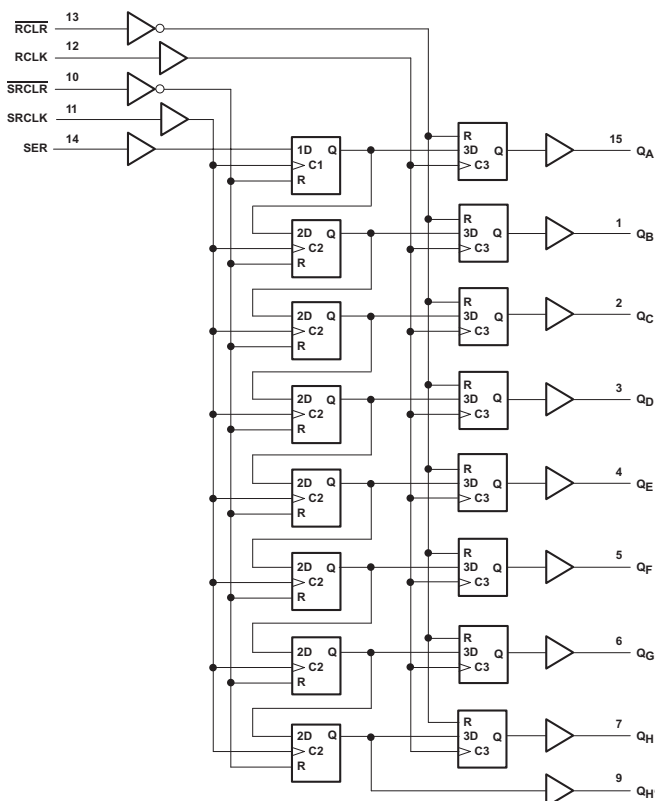 RCLR 13
RCLK 12
SRCLR 10
SRCLK 11
SER 14
1D Q
C1
R
R
3D Q
C3
15 QA
2D Q
C2
R
R
3D Q
C3
1 QB
2D Q
C2
R
R
3D Q
C3
2 QC
2D Q
C2
R
R
3D Q
C3
3 QD
2D Q
C2
R
R
3D Q
C3
4 QE
2D Q
C2
R
R
3D Q
C3
5 QF
2D Q
C2
R
R
3D Q
C3
6 QG
2D Q
C2
R
R
3D Q
C3
7 QH
9 QH'